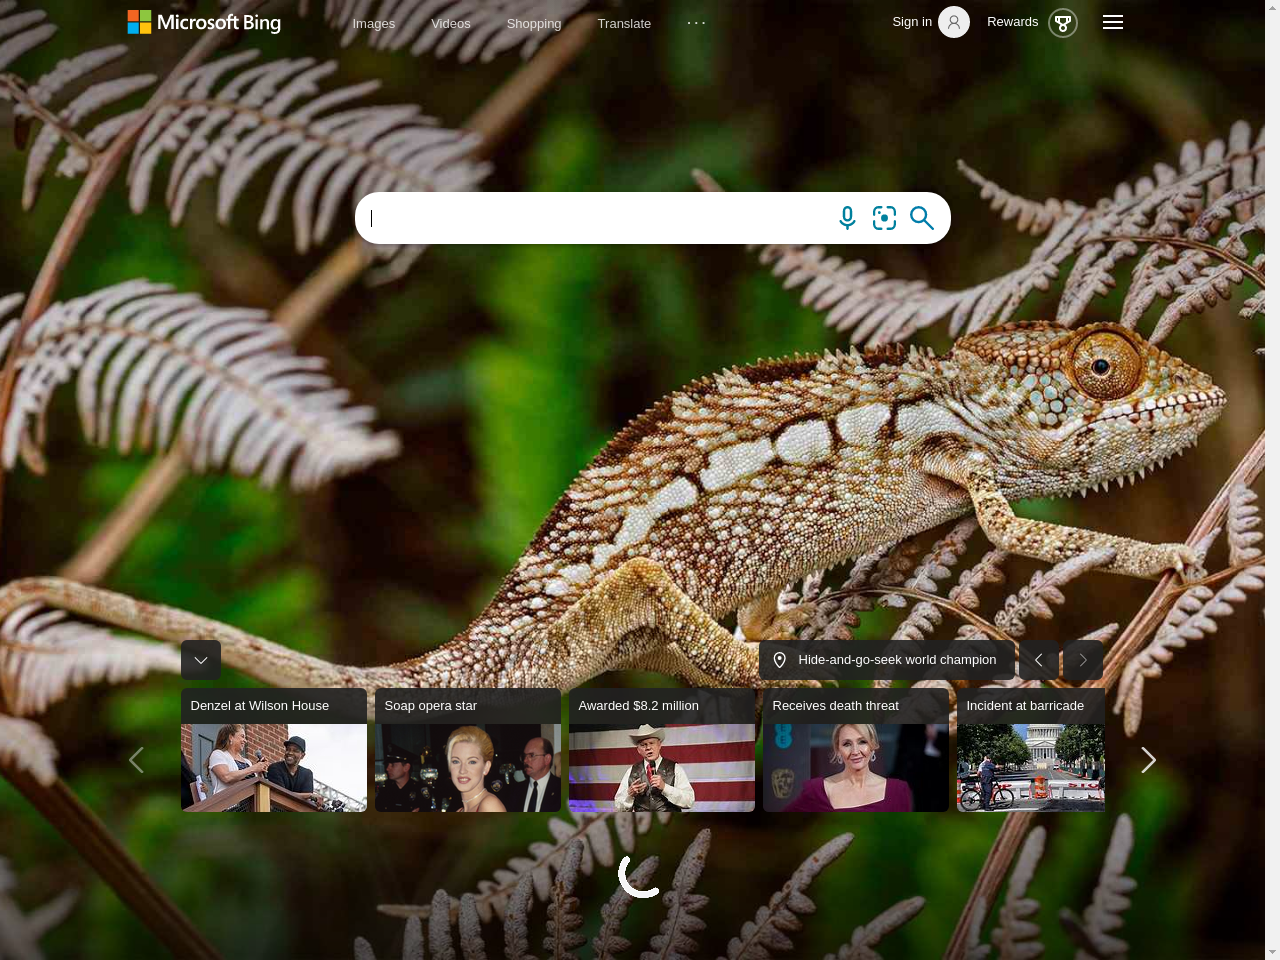 Microsoft Bing
Images
Videos
Shopping
Translate
Sign in
Rewards
Hide-and-go-seek world champion
Denzel at Wilson House
Soap opera star
Awarded $8.2 million
Receives death threat
Incident at barricade